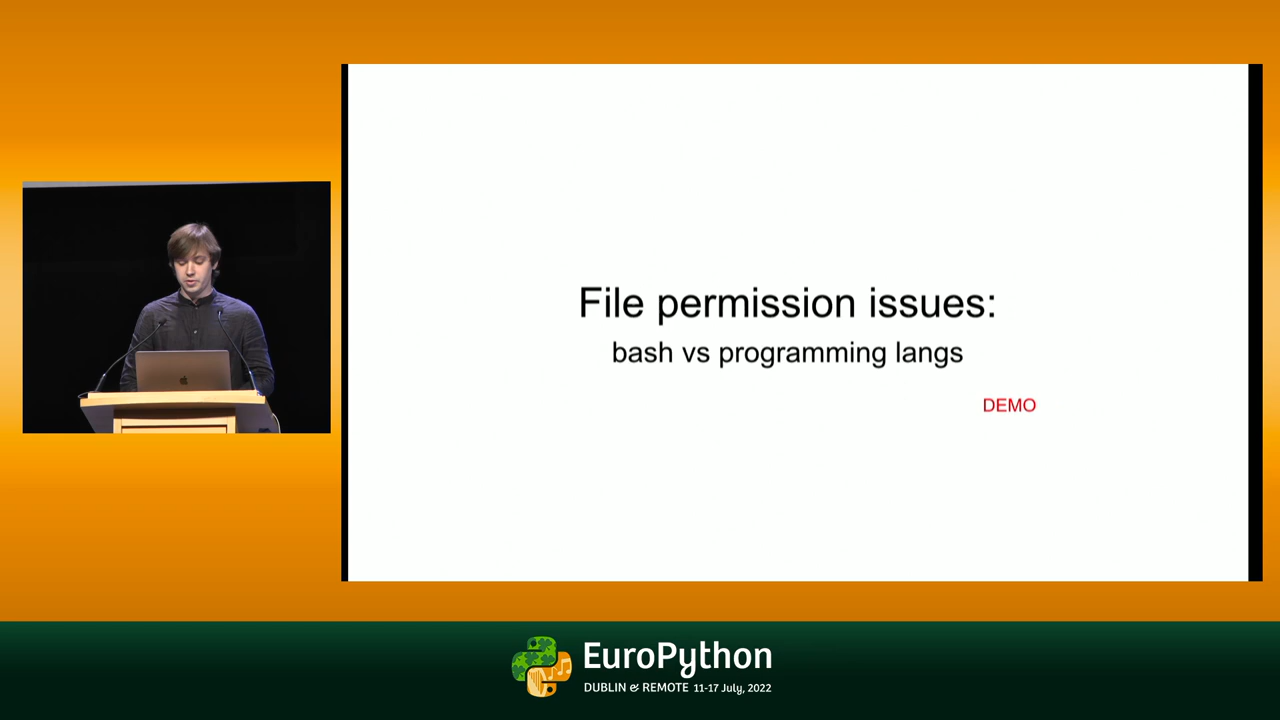 File permission issues:
bash vs programming langs
DEMO
EuroPython
DUBLIN & REMOTE 11-17 July, 2022